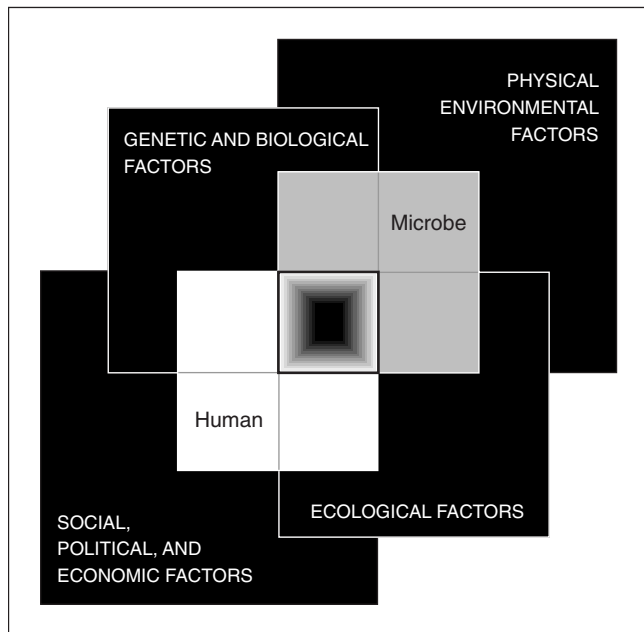 PHYSICAL
ENVIRONMENTAL
FACTORS
GENETIC AND BIOLOGICAL
FACTORS
Microbe
Human
ECOLOGICAL FACTORS
SOCIAL,
POLITICAL, AND
ECONOMIC FACTORS